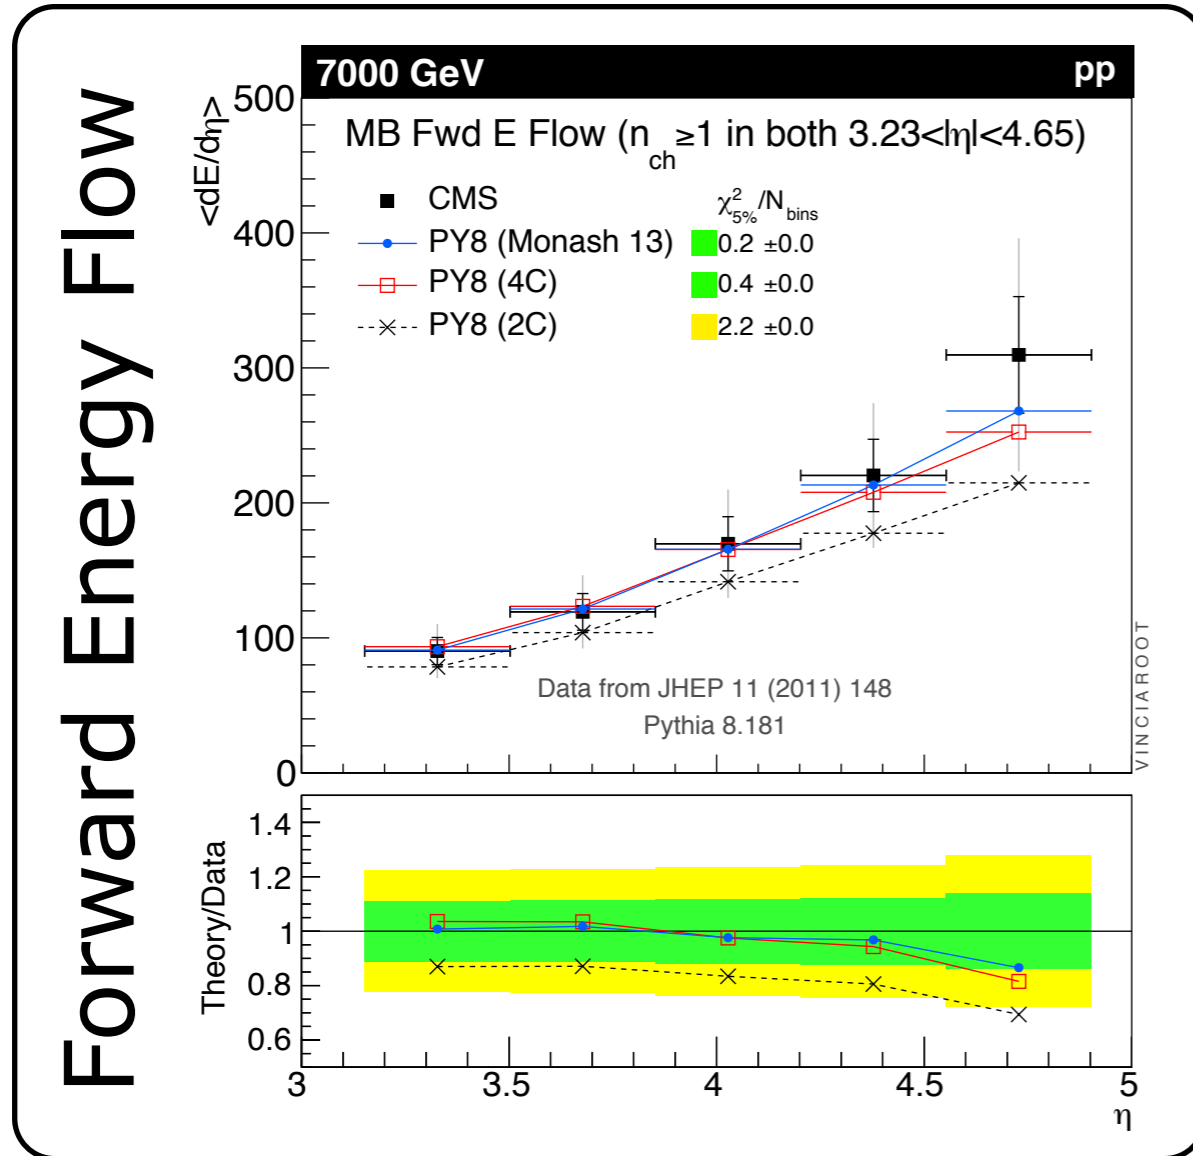 Forward Energy Flow
7000 GeV pp
<dE/dη>
500
400
300
200
100
0
MB Fwd E Flow (n_ch ≥1 in both 3.23<|η|<4.65)
χ²_5%/N_bins
CMS
PY8 (Monash 13) 0.2 ±0.0
PY8 (4C) 0.4 ±0.0
PY8 (2C) 2.2 ±0.0
Data from JHEP 11 (2011) 148
Pythia 8.181
VINCIAROOT
Theory/Data
1.4
1.2
1
0.8
0.6
3 3.5 4 4.5 5
η